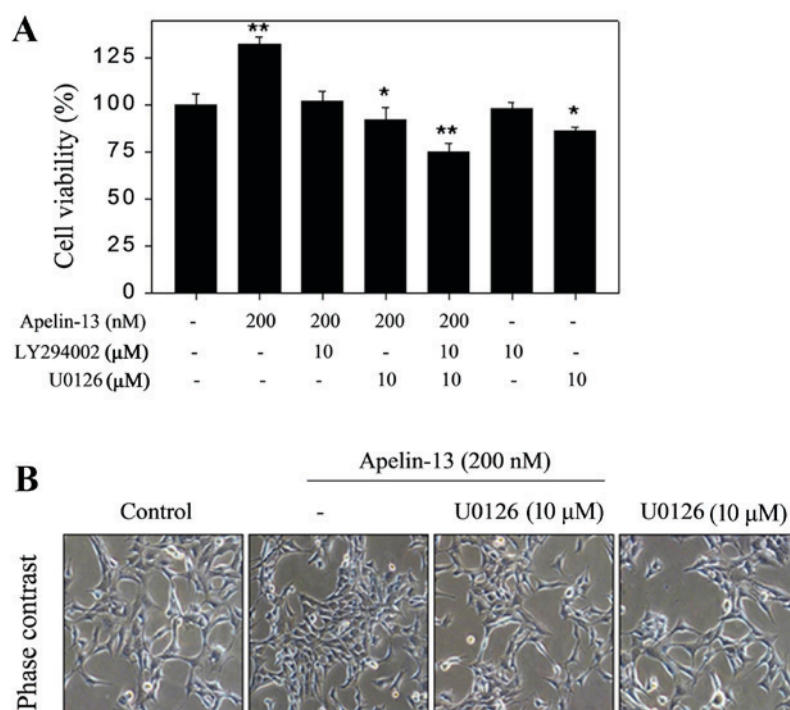 A
Cell viability (%)
125
100
75
50
25
0
** * ** *
Apelin-13 (nM) - 200 200 200 200 - -
LY294002 (μM) - - 10 - 10 10 -
U0126 (μM) - - - 10 10 - 10
B
Apelin-13 (200 nM)
Control - U0126 (10 μM) U0126 (10 μM)
Phase contrast